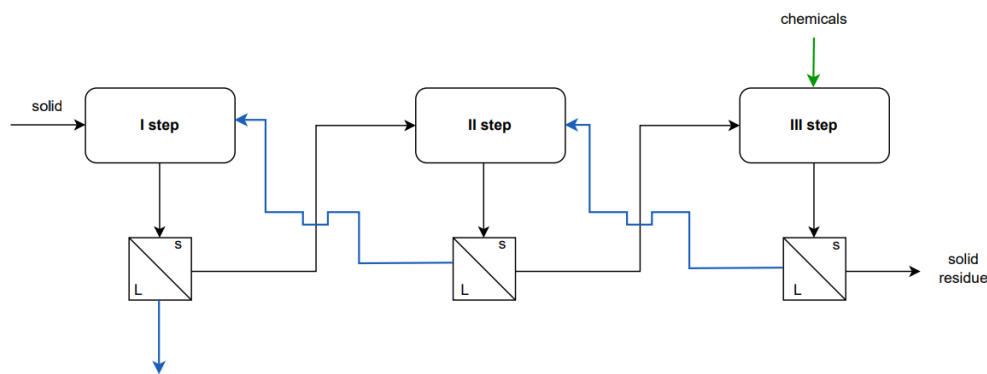 chemicals
solid
I step
II step
III step
S
L
S
L
S
L
solid
residue